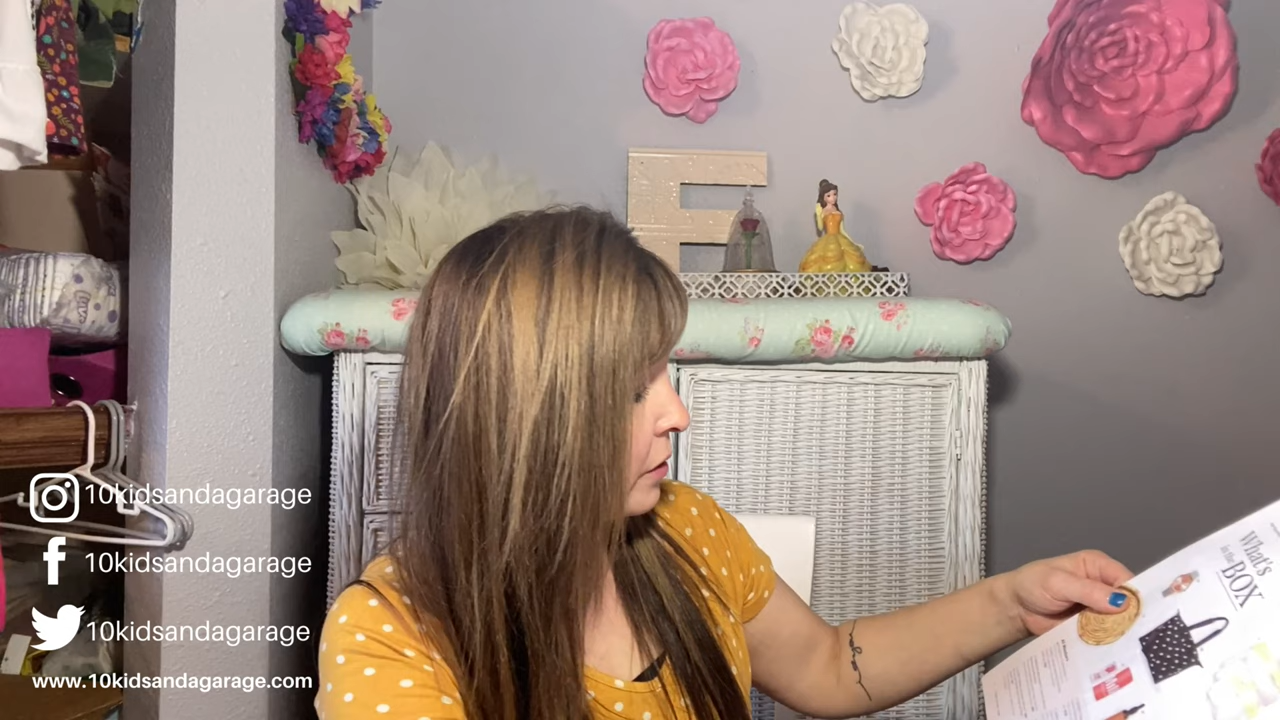 E
10kidsandagarage
10kidsandagarage
10kidsandagarage
www.10kidsandagarage.com
What's
in the
BOX